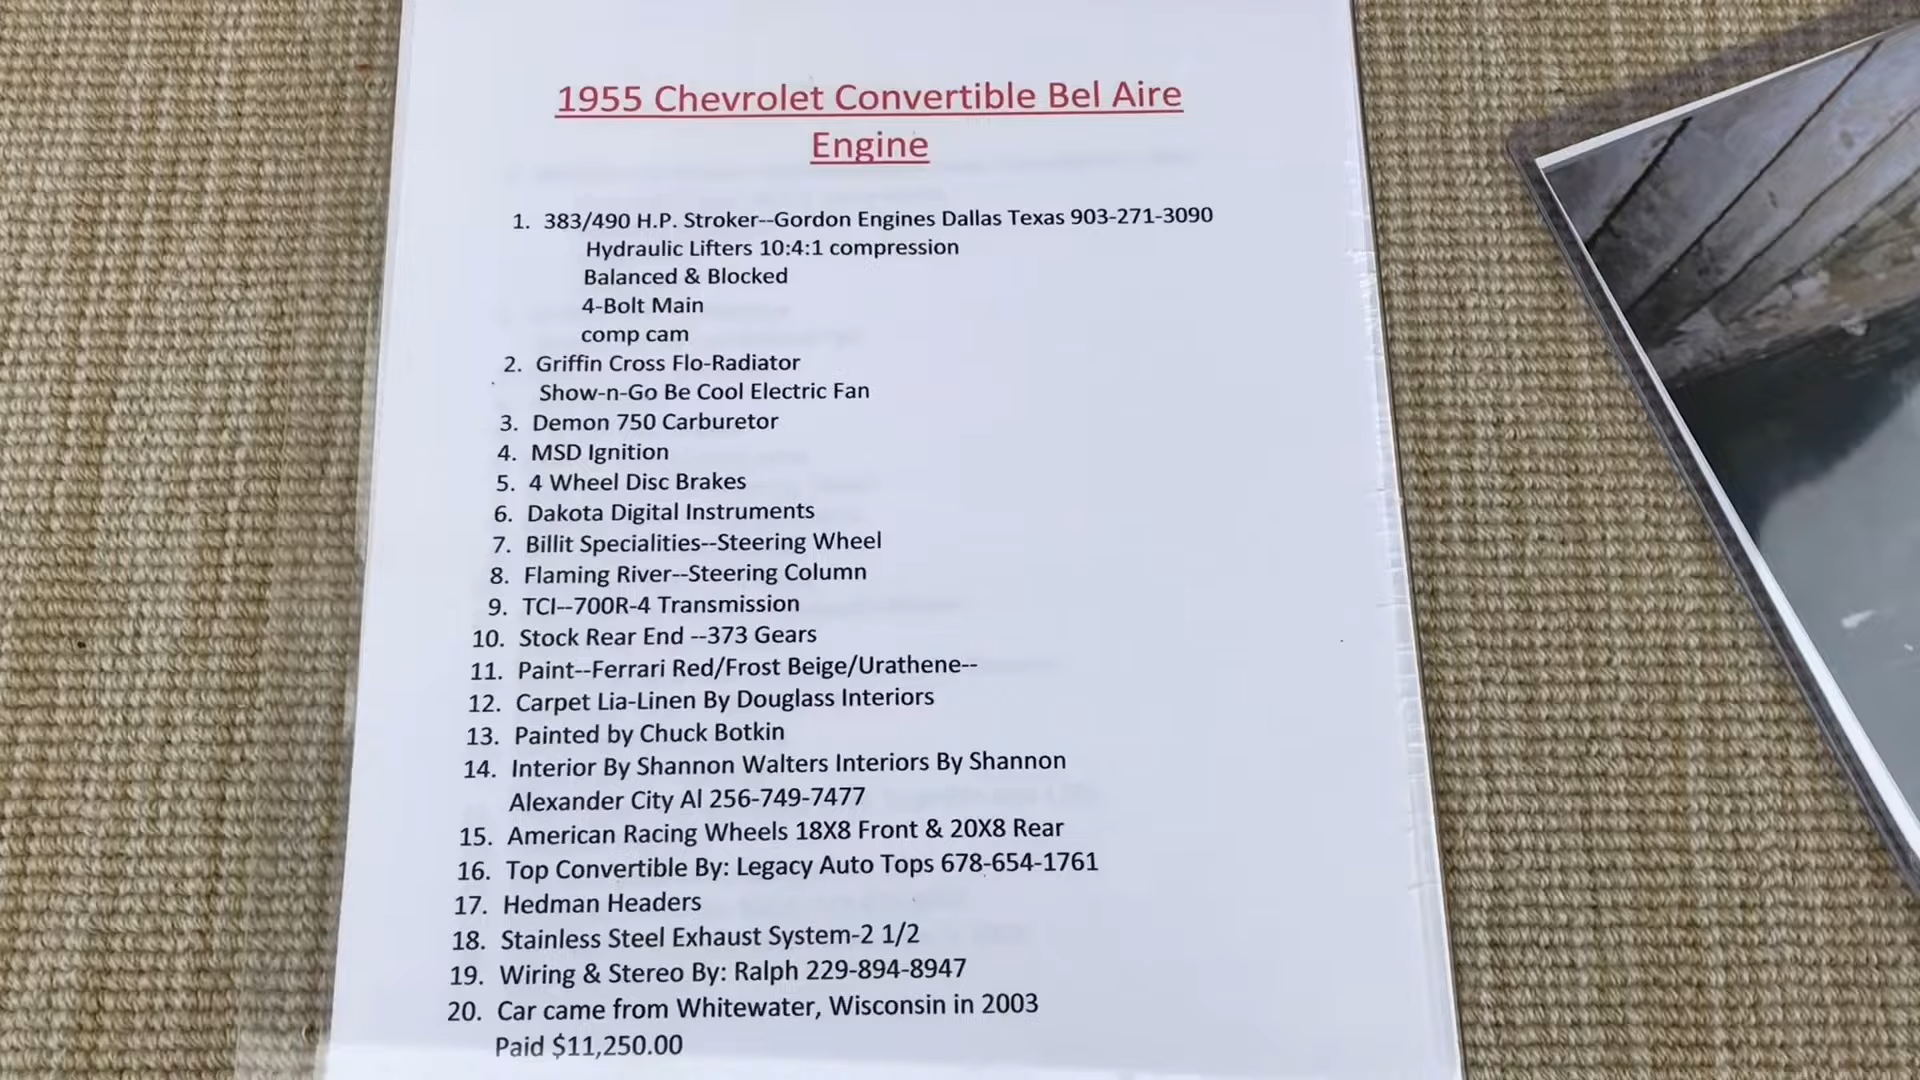 1955 Chevrolet Convertible Bel Aire
Engine
1. 383/490 H.P. Stroker--Gordon Engines Dallas Texas 903-271-3090
Hydraulic Lifters 10:4:1 compression
Balanced & Blocked
4-Bolt Main
comp cam
2. Griffin Cross Flo-Radiator
Show-n-Go Be Cool Electric Fan
3. Demon 750 Carburetor
4. MSD Ignition
5. 4 Wheel Disc Brakes
6. Dakota Digital Instruments
7. Billit Specialities--Steering Wheel
8. Flaming River--Steering Column
9. TCI--700R-4 Transmission
10. Stock Rear End --373 Gears
11. Paint--Ferrari Red/Frost Beige/Urathene--
12. Carpet Lia-Linen By Douglass Interiors
13. Painted by Chuck Botkin
14. Interior By Shannon Walters Interiors By Shannon
Alexander City Al 256-749-7477
15. American Racing Wheels 18X8 Front & 20X8 Rear
16. Top Convertible By: Legacy Auto Tops 678-654-1761
17. Hedman Headers
18. Stainless Steel Exhaust System-2 1/2
19. Wiring & Stereo By: Ralph 229-894-8947
20. Car came from Whitewater, Wisconsin in 2003
Paid $11,250.00